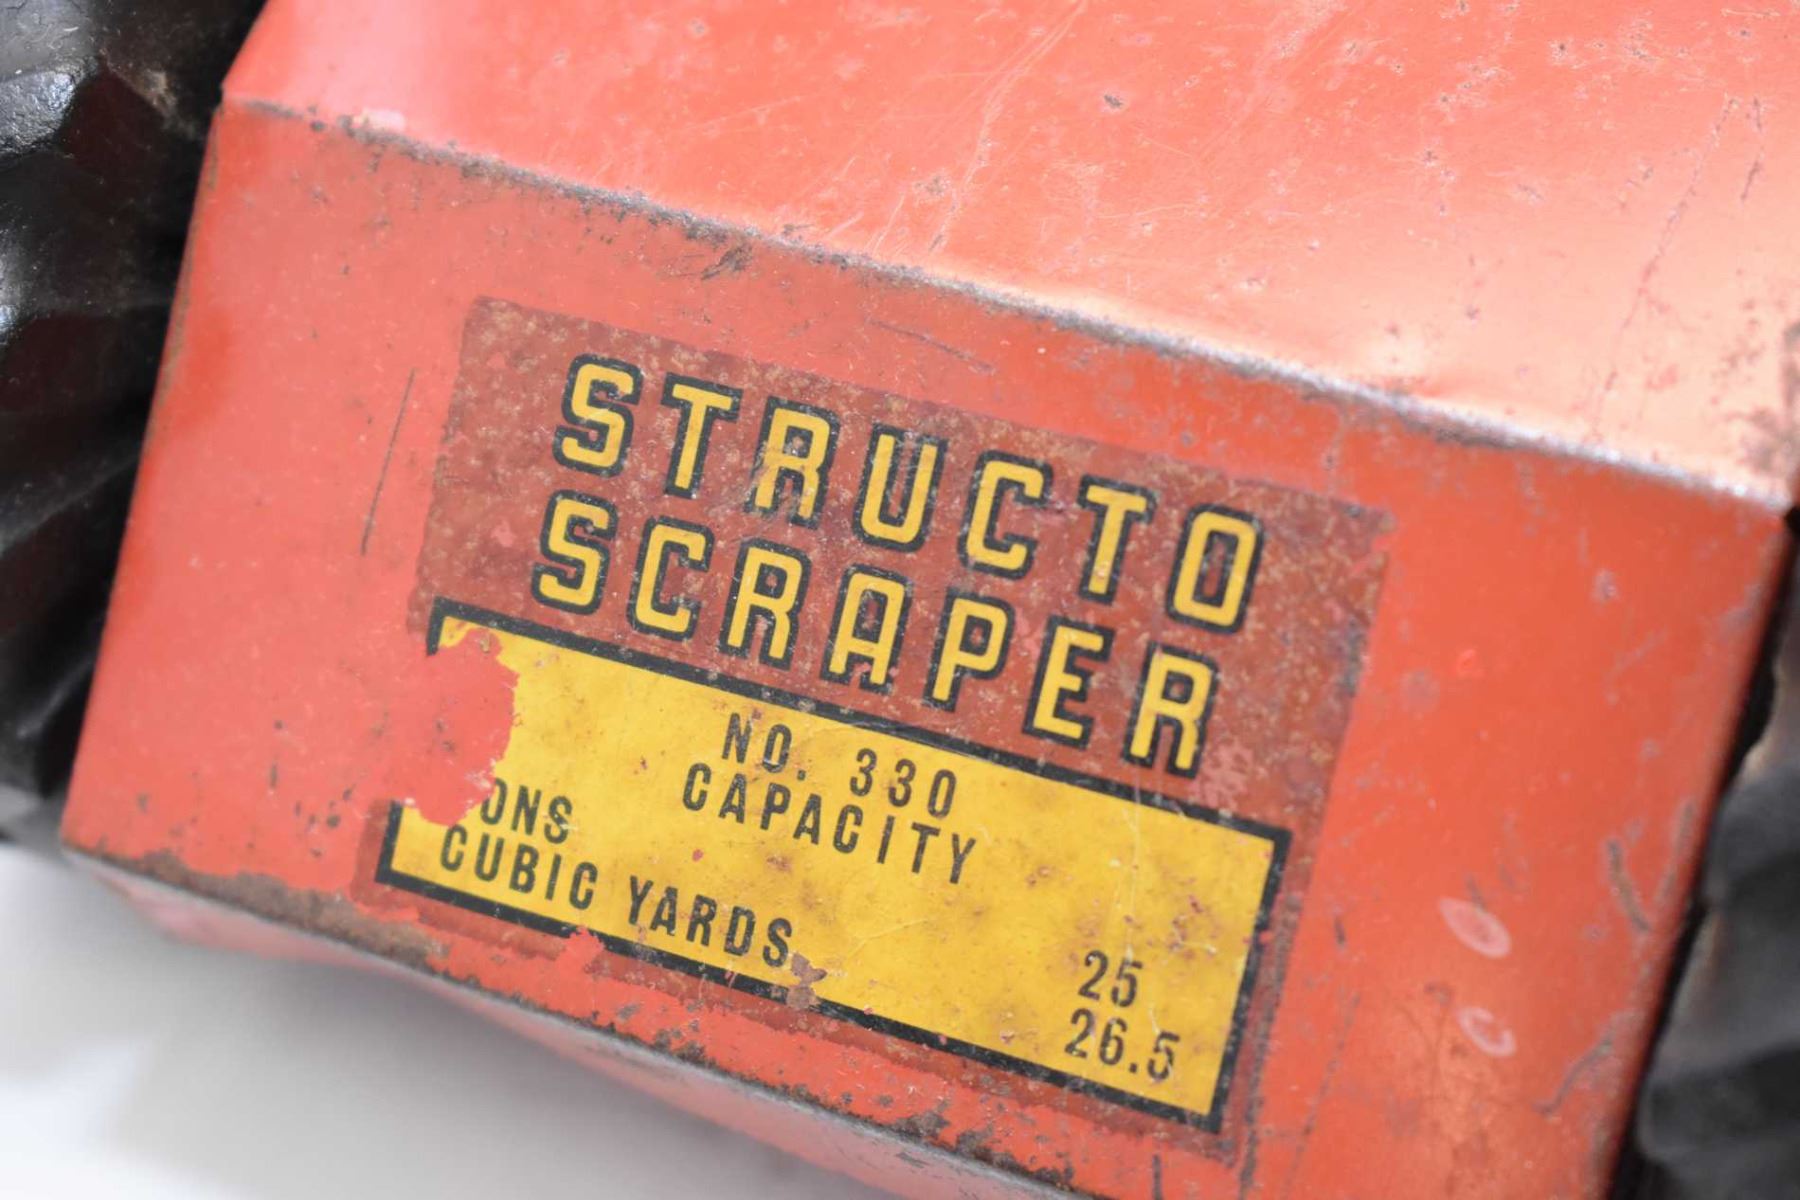 STRUCTO
SCRAPER
NO. 330
CAPACITY
ONS 25
CUBIC YARDS 26.5